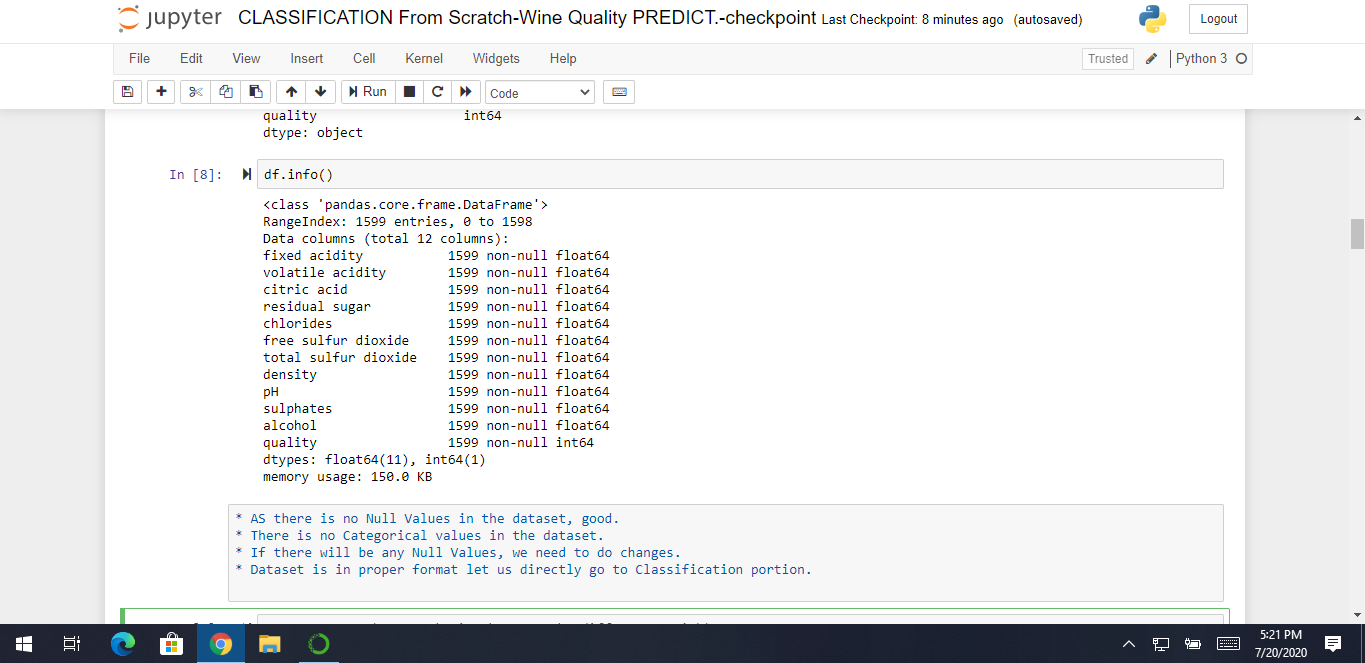 jupyter CLASSIFICATION From Scratch-Wine Quality PREDICT.-checkpoint Last Checkpoint: 8 minutes ago (autosaved) Logout
File Edit View Insert Cell Kernel Widgets Help Trusted Python 3
Run Code
quality int64
dtype: object
In [8]: df.info()
<class 'pandas.core.frame.DataFrame'>
RangeIndex: 1599 entries, 0 to 1598
Data columns (total 12 columns):
fixed acidity 1599 non-null float64
volatile acidity 1599 non-null float64
citric acid 1599 non-null float64
residual sugar 1599 non-null float64
chlorides 1599 non-null float64
free sulfur dioxide 1599 non-null float64
total sulfur dioxide 1599 non-null float64
density 1599 non-null float64
pH 1599 non-null float64
sulphates 1599 non-null float64
alcohol 1599 non-null float64
quality 1599 non-null int64
dtypes: float64(11), int64(1)
memory usage: 150.0 KB
* AS there is no Null Values in the dataset, good.
* There is no Categorical values in the dataset.
* If there will be any Null Values, we need to do changes.
* Dataset is in proper format let us directly go to Classification portion.
5:21 PM
7/20/2020